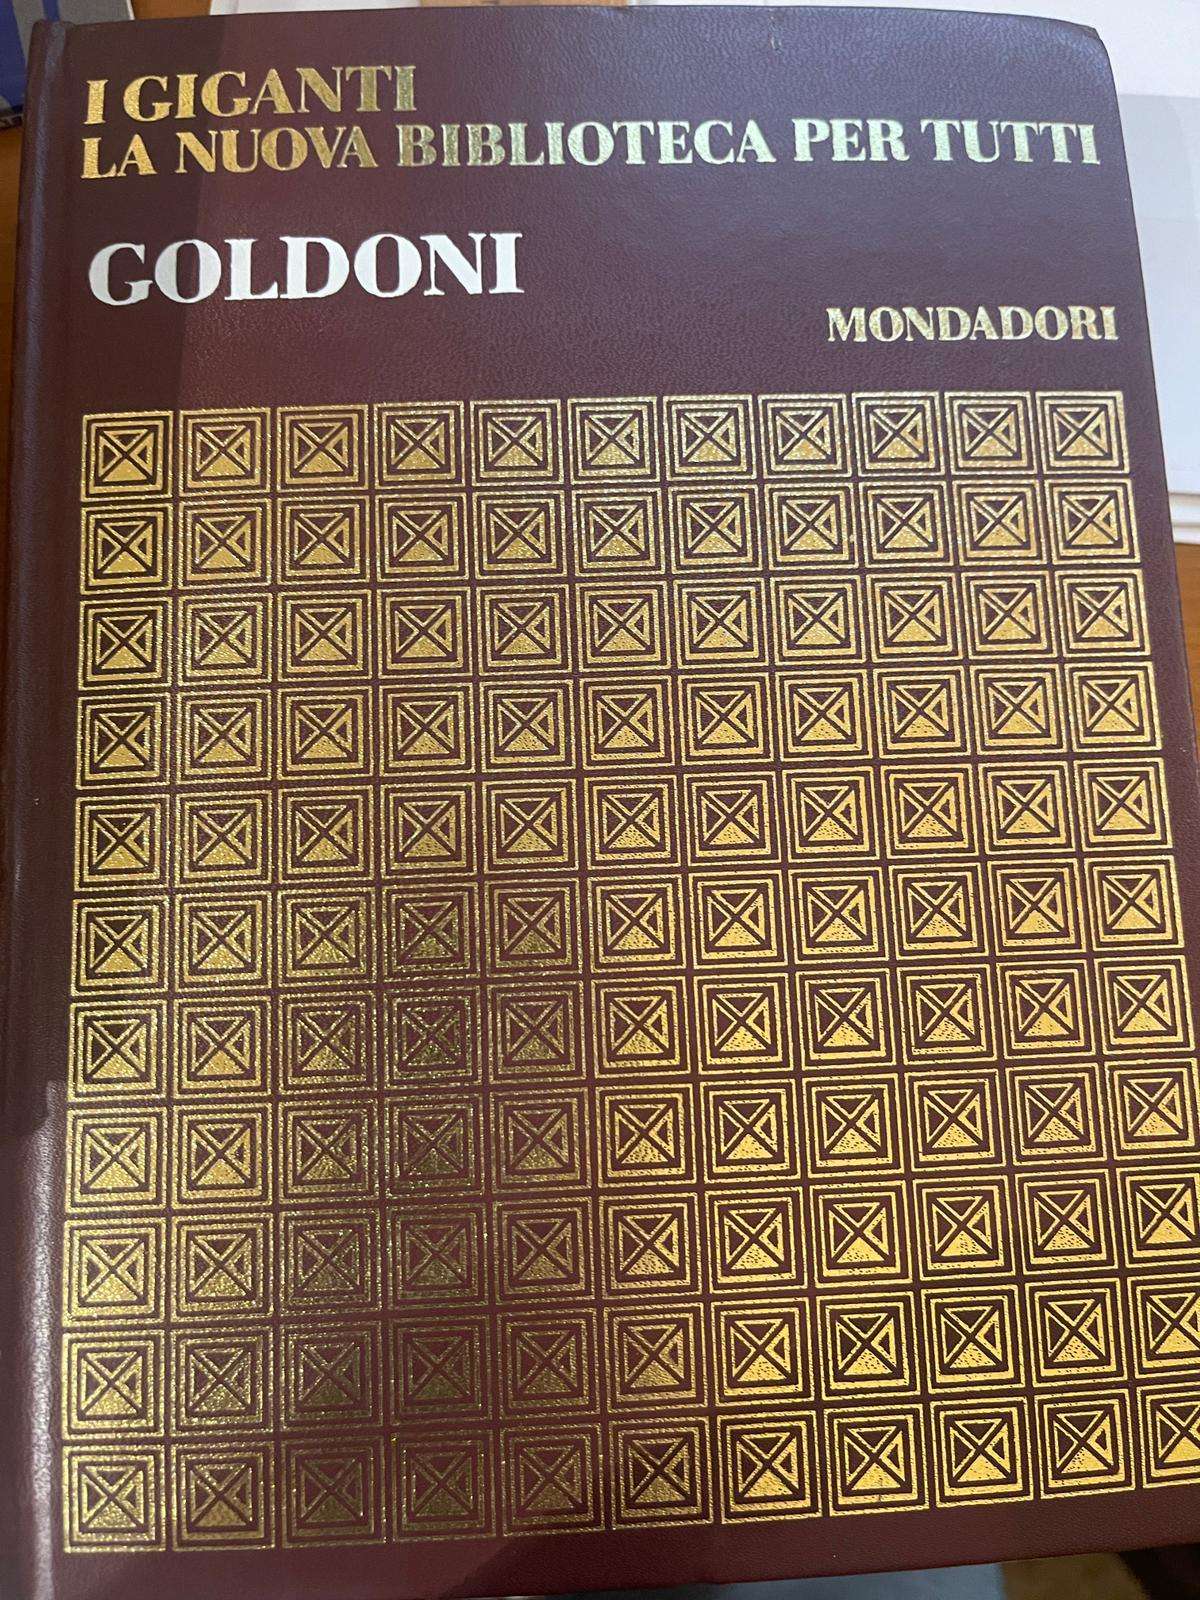 I GIGANTI
LA NUOVA BIBLIOTECA PER TUTTI
GOLDONI
MONDADORI